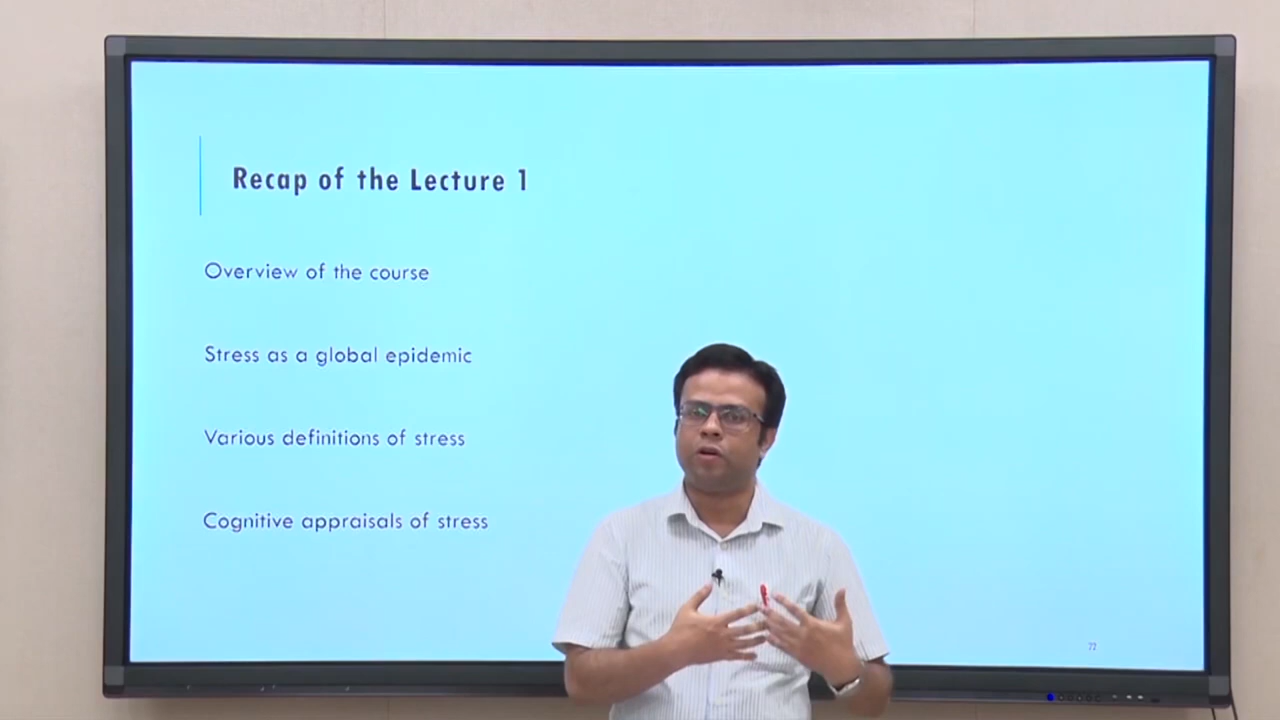 Recap of the Lecture 1
Overview of the course
Stress as a global epidemic
Various definitions of stress
Cognitive appraisals of stress
72